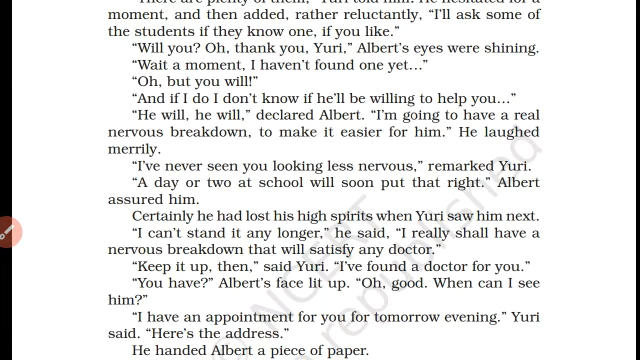 "There are plenty of them," Yuri told him. He hesitated for a
moment, and then added, rather reluctantly, "I'll ask some of
the students if they know one, if you like."
"Will you? Oh, thank you, Yuri," Albert's eyes were shining.
"Wait a moment, I haven't found one yet..."
"Oh, but you will!"
"And if I do I don't know if he'll be willing to help you..."
"He will, he will," declared Albert. "I'm going to have a real
nervous breakdown, to make it easier for him." He laughed
merrily.
"I've never seen you looking less nervous," remarked Yuri.
"A day or two at school will soon put that right." Albert
assured him.
Certainly he had lost his high spirits when Yuri saw him next.
"I can't stand it any longer," he said, "I really shall have a
nervous breakdown that will satisfy any doctor."
"Keep it up, then," said Yuri. "I've found a doctor for you."
"You have?" Albert's face lit up. "Oh, good. When can I see
him?"
"I have an appointment for you for tomorrow evening." Yuri
said. "Here's the address."
He handed Albert a piece of paper.
NCERT
republished